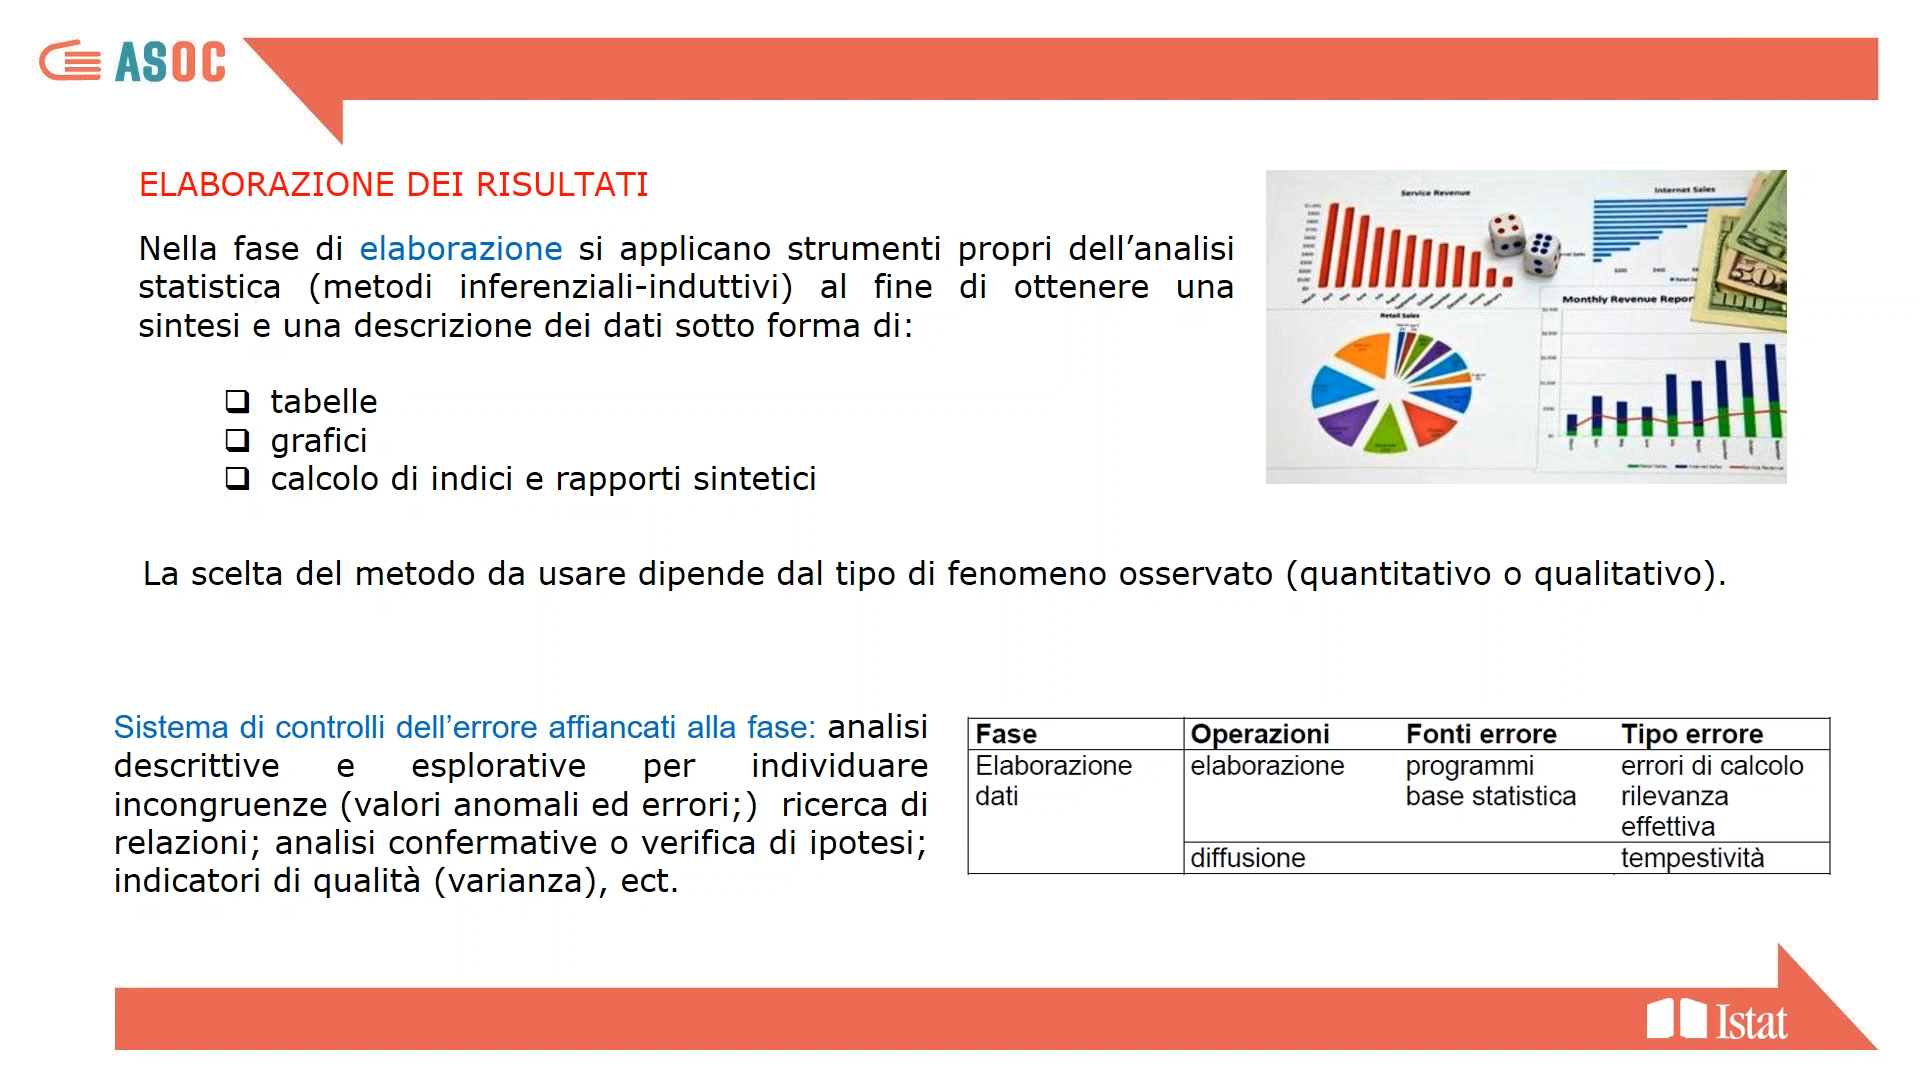 ASOC
ELABORAZIONE DEI RISULTATI
Nella fase di elaborazione si applicano strumenti propri dell’analisi
statistica (metodi inferenziali-induttivi) al fine di ottenere una
sintesi e una descrizione dei dati sotto forma di:
❑ tabelle
❑ grafici
❑ calcolo di indici e rapporti sintetici
Service Revenue
Internet Sales
Retail Sales
Monthly Revenue Repor
La scelta del metodo da usare dipende dal tipo di fenomeno osservato (quantitativo o qualitativo).
Sistema di controlli dell’errore affiancati alla fase: analisi
descrittive e esplorative per individuare
incongruenze (valori anomali ed errori;) ricerca di
relazioni; analisi confermative o verifica di ipotesi;
indicatori di qualità (varianza), ect.
Fase Operazioni Fonti errore Tipo errore
Elaborazione elaborazione programmi errori di calcolo
dati base statistica rilevanza
effettiva
diffusione tempestività
Istat